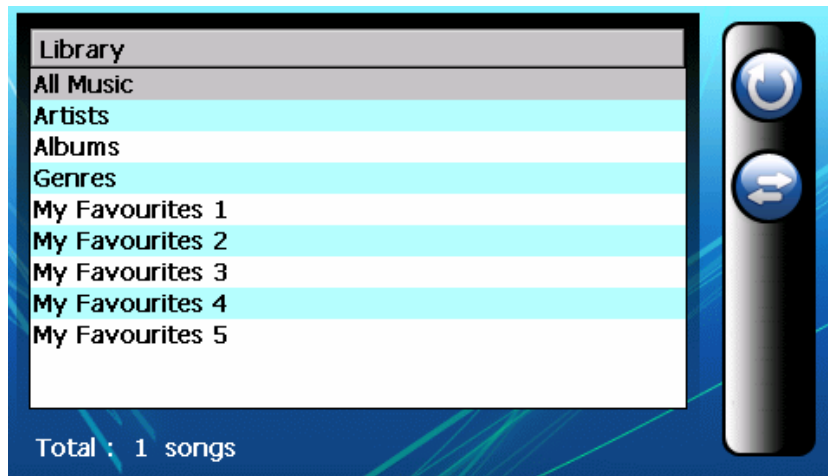 Library
All Music
Artists
Albums
Genres
My Favourites 1
My Favourites 2
My Favourites 3
My Favourites 4
My Favourites 5
Total : 1 songs